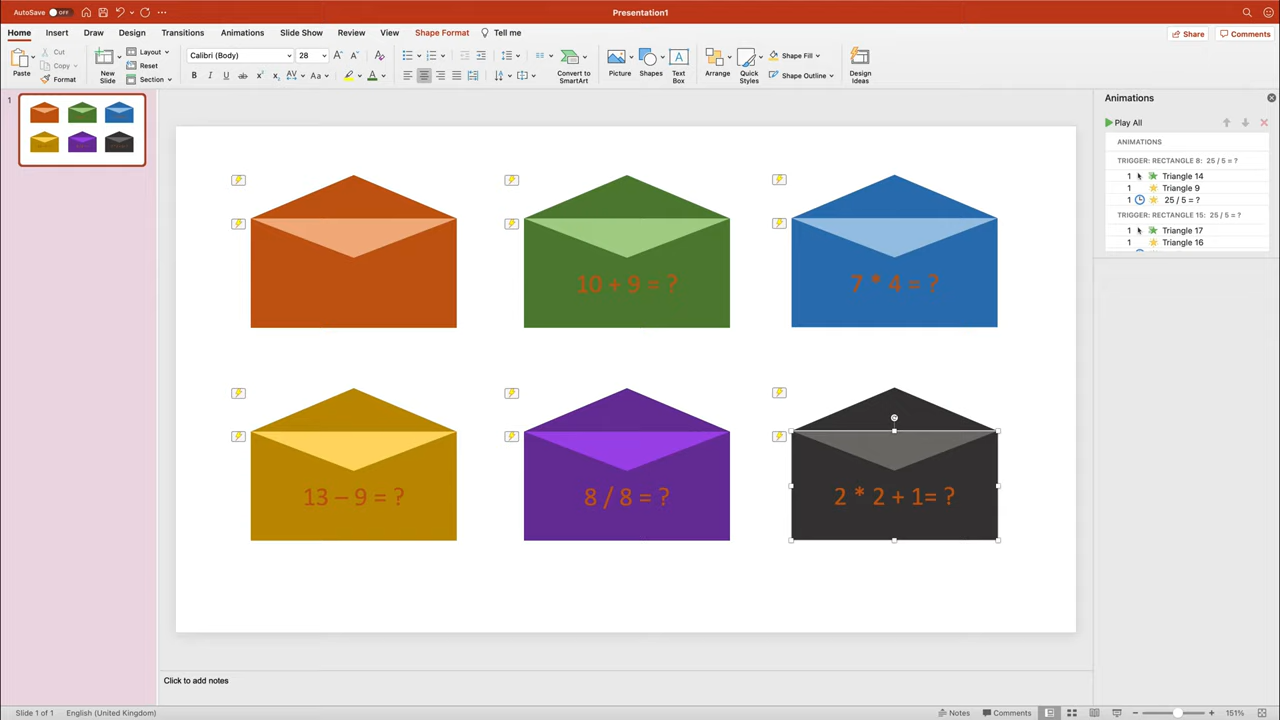 AutoSave OFF Presentation1
Home Insert Draw Design Transitions Animations Slide Show Review View Shape Format Tell me Share Comments
Paste Cut Copy Format
New Slide Layout Reset Section
Calibri (Body) 28
Convert to SmartArt
Picture Shapes Text Box Arrange Quick Styles
Shape Fill
Shape Outline
Design Ideas
1
10 + 9 = ?
7 * 4 = ?
13 – 9 = ?
8 / 8 = ?
2 * 2 + 1= ?
Animations
Play All
ANIMATIONS
TRIGGER: RECTANGLE 8: 25 / 5 = ?
1 Triangle 14
1 Triangle 9
1 25 / 5 = ?
TRIGGER: RECTANGLE 15: 25 / 5 = ?
1 Triangle 17
1 Triangle 16
Click to add notes
Slide 1 of 1 English (United Kingdom) Notes Comments 151%